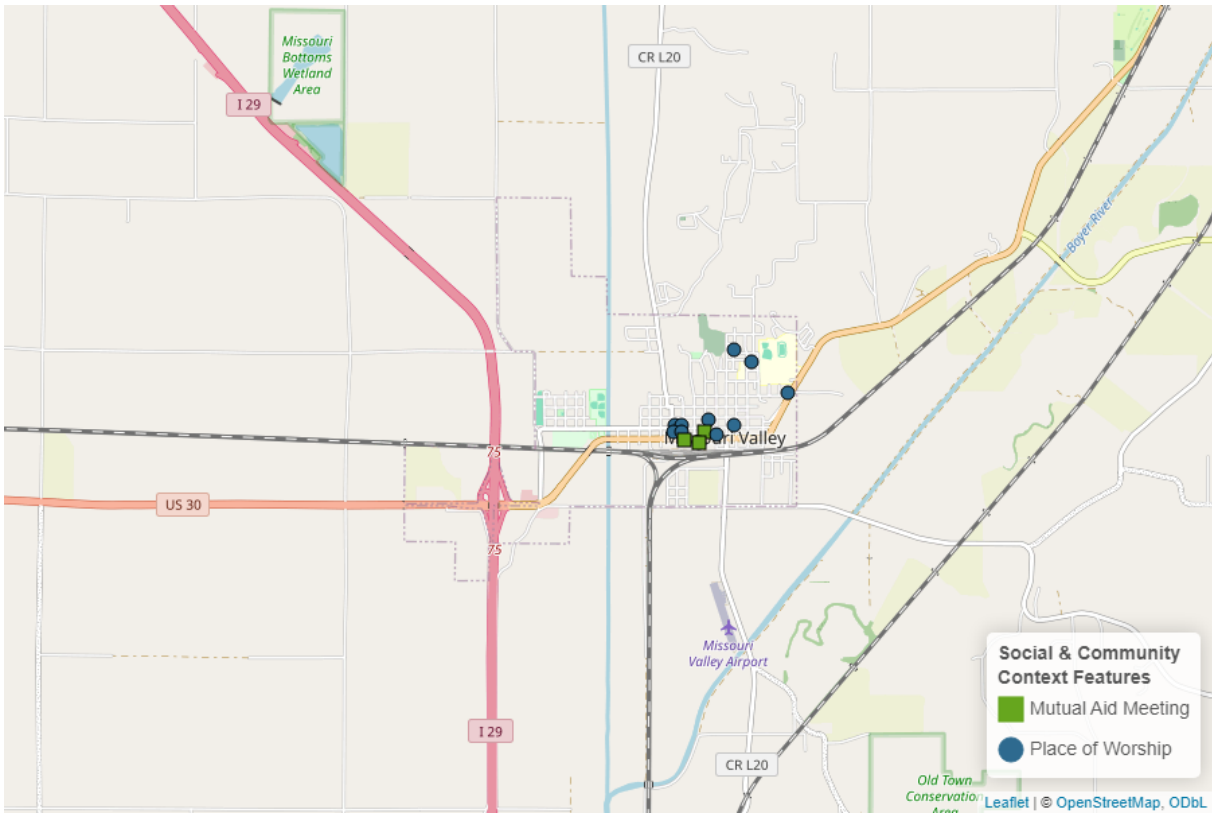 Missouri
Bottoms
Wetland
Area
CR L20
I 29
Boyer River
75
US 30
75
Missouri
Valley Airport
I 29
CR L20
Old Town
Conservation
Area
Social & Community
Context Features
Mutual Aid Meeting
Place of Worship
Leaflet | © OpenStreetMap, ODbL